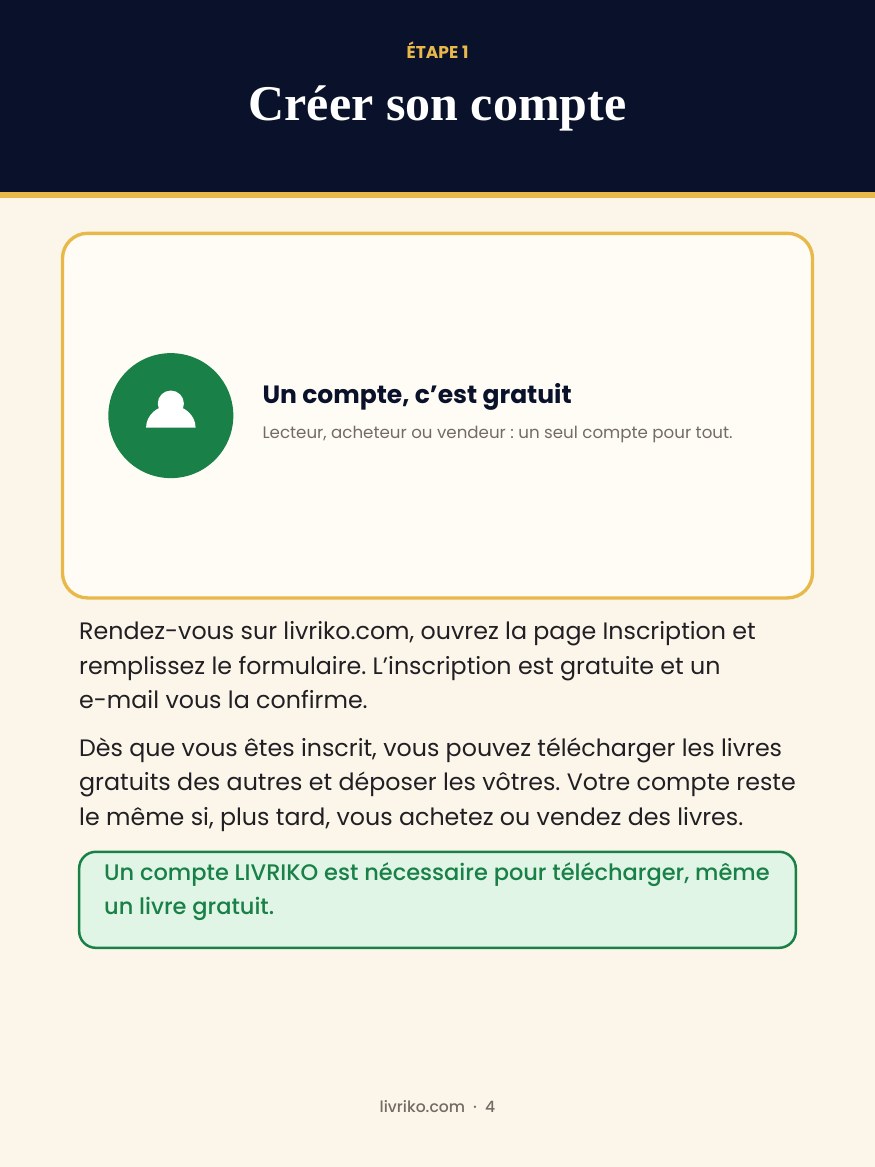 ÉTAPE 1
Créer son compte
Un compte, c’est gratuit
Lecteur, acheteur ou vendeur : un seul compte pour tout.
Rendez-vous sur livriko.com, ouvrez la page Inscription et
remplissez le formulaire. L’inscription est gratuite et un
e-mail vous la confirme.
Dès que vous êtes inscrit, vous pouvez télécharger les livres
gratuits des autres et déposer les vôtres. Votre compte reste
le même si, plus tard, vous achetez ou vendez des livres.
Un compte LIVRIKO est nécessaire pour télécharger, même
un livre gratuit.
livriko.com · 4